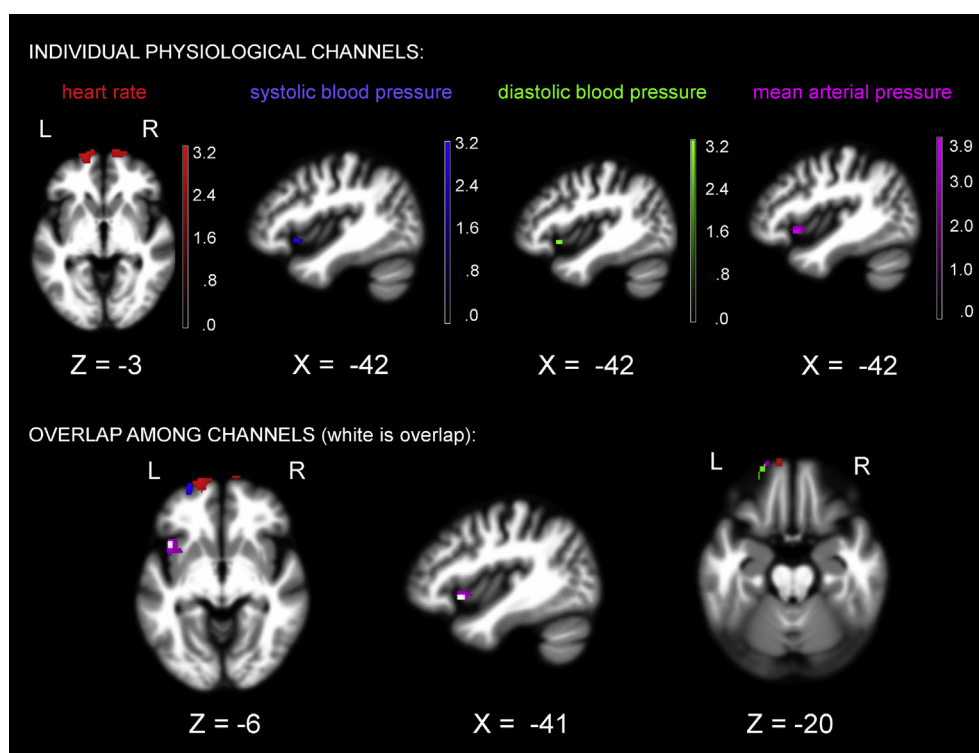 INDIVIDUAL PHYSIOLOGICAL CHANNELS:
heart rate
systolic blood pressure
diastolic blood pressure
mean arterial pressure
L R
3.2
2.4
1.6
.8
.0
3.2
2.4
1.6
.8
.0
3.2
2.4
1.6
.8
.0
3.9
3.0
2.0
1.0
.0
Z = -3
X = -42
X = -42
X = -42
OVERLAP AMONG CHANNELS (white is overlap):
L R
L R
Z = -6
X = -41
Z = -20